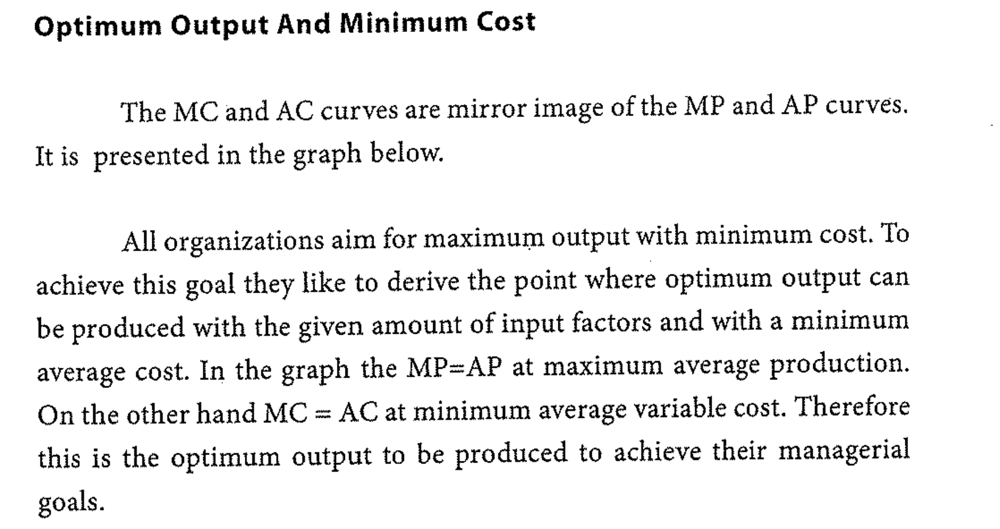 Optimum Output And Minimum Cost
The MC and AC curves are mirror image of the MP and AP curves.
It is presented in the graph below.
All organizations aim for maximum output with minimum cost. To
achieve this goal they like to derive the point where optimum output can
be produced with the given amount of input factors and with a minimum
average cost. In the graph the MP=AP at maximum average production.
On the other hand MC = AC at minimum average variable cost. Therefore
this is the optimum output to be produced to achieve their managerial
goals.